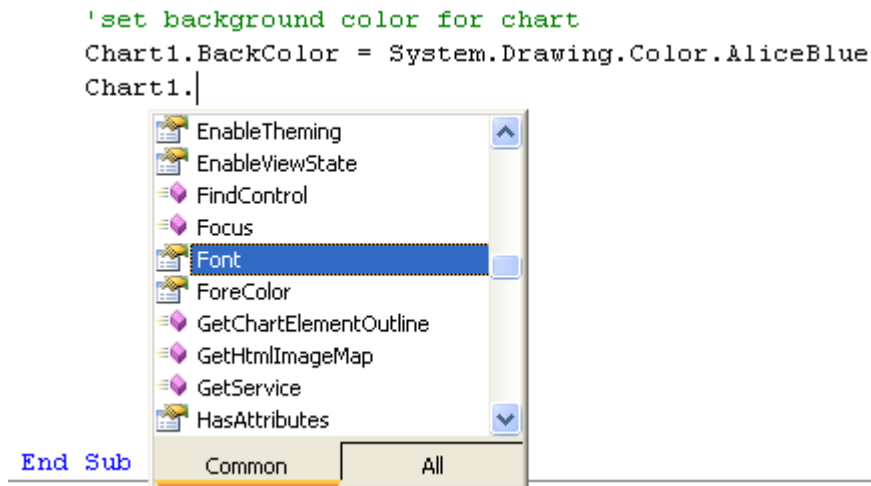 'set background color for chart
Chart1.BackColor = System.Drawing.Color.AliceBlue
Chart1.
EnableTheming
EnableViewState
FindControl
Focus
Font
ForeColor
GetChartElementOutline
GetHtmlImageMap
GetService
HasAttributes
End Sub Common All